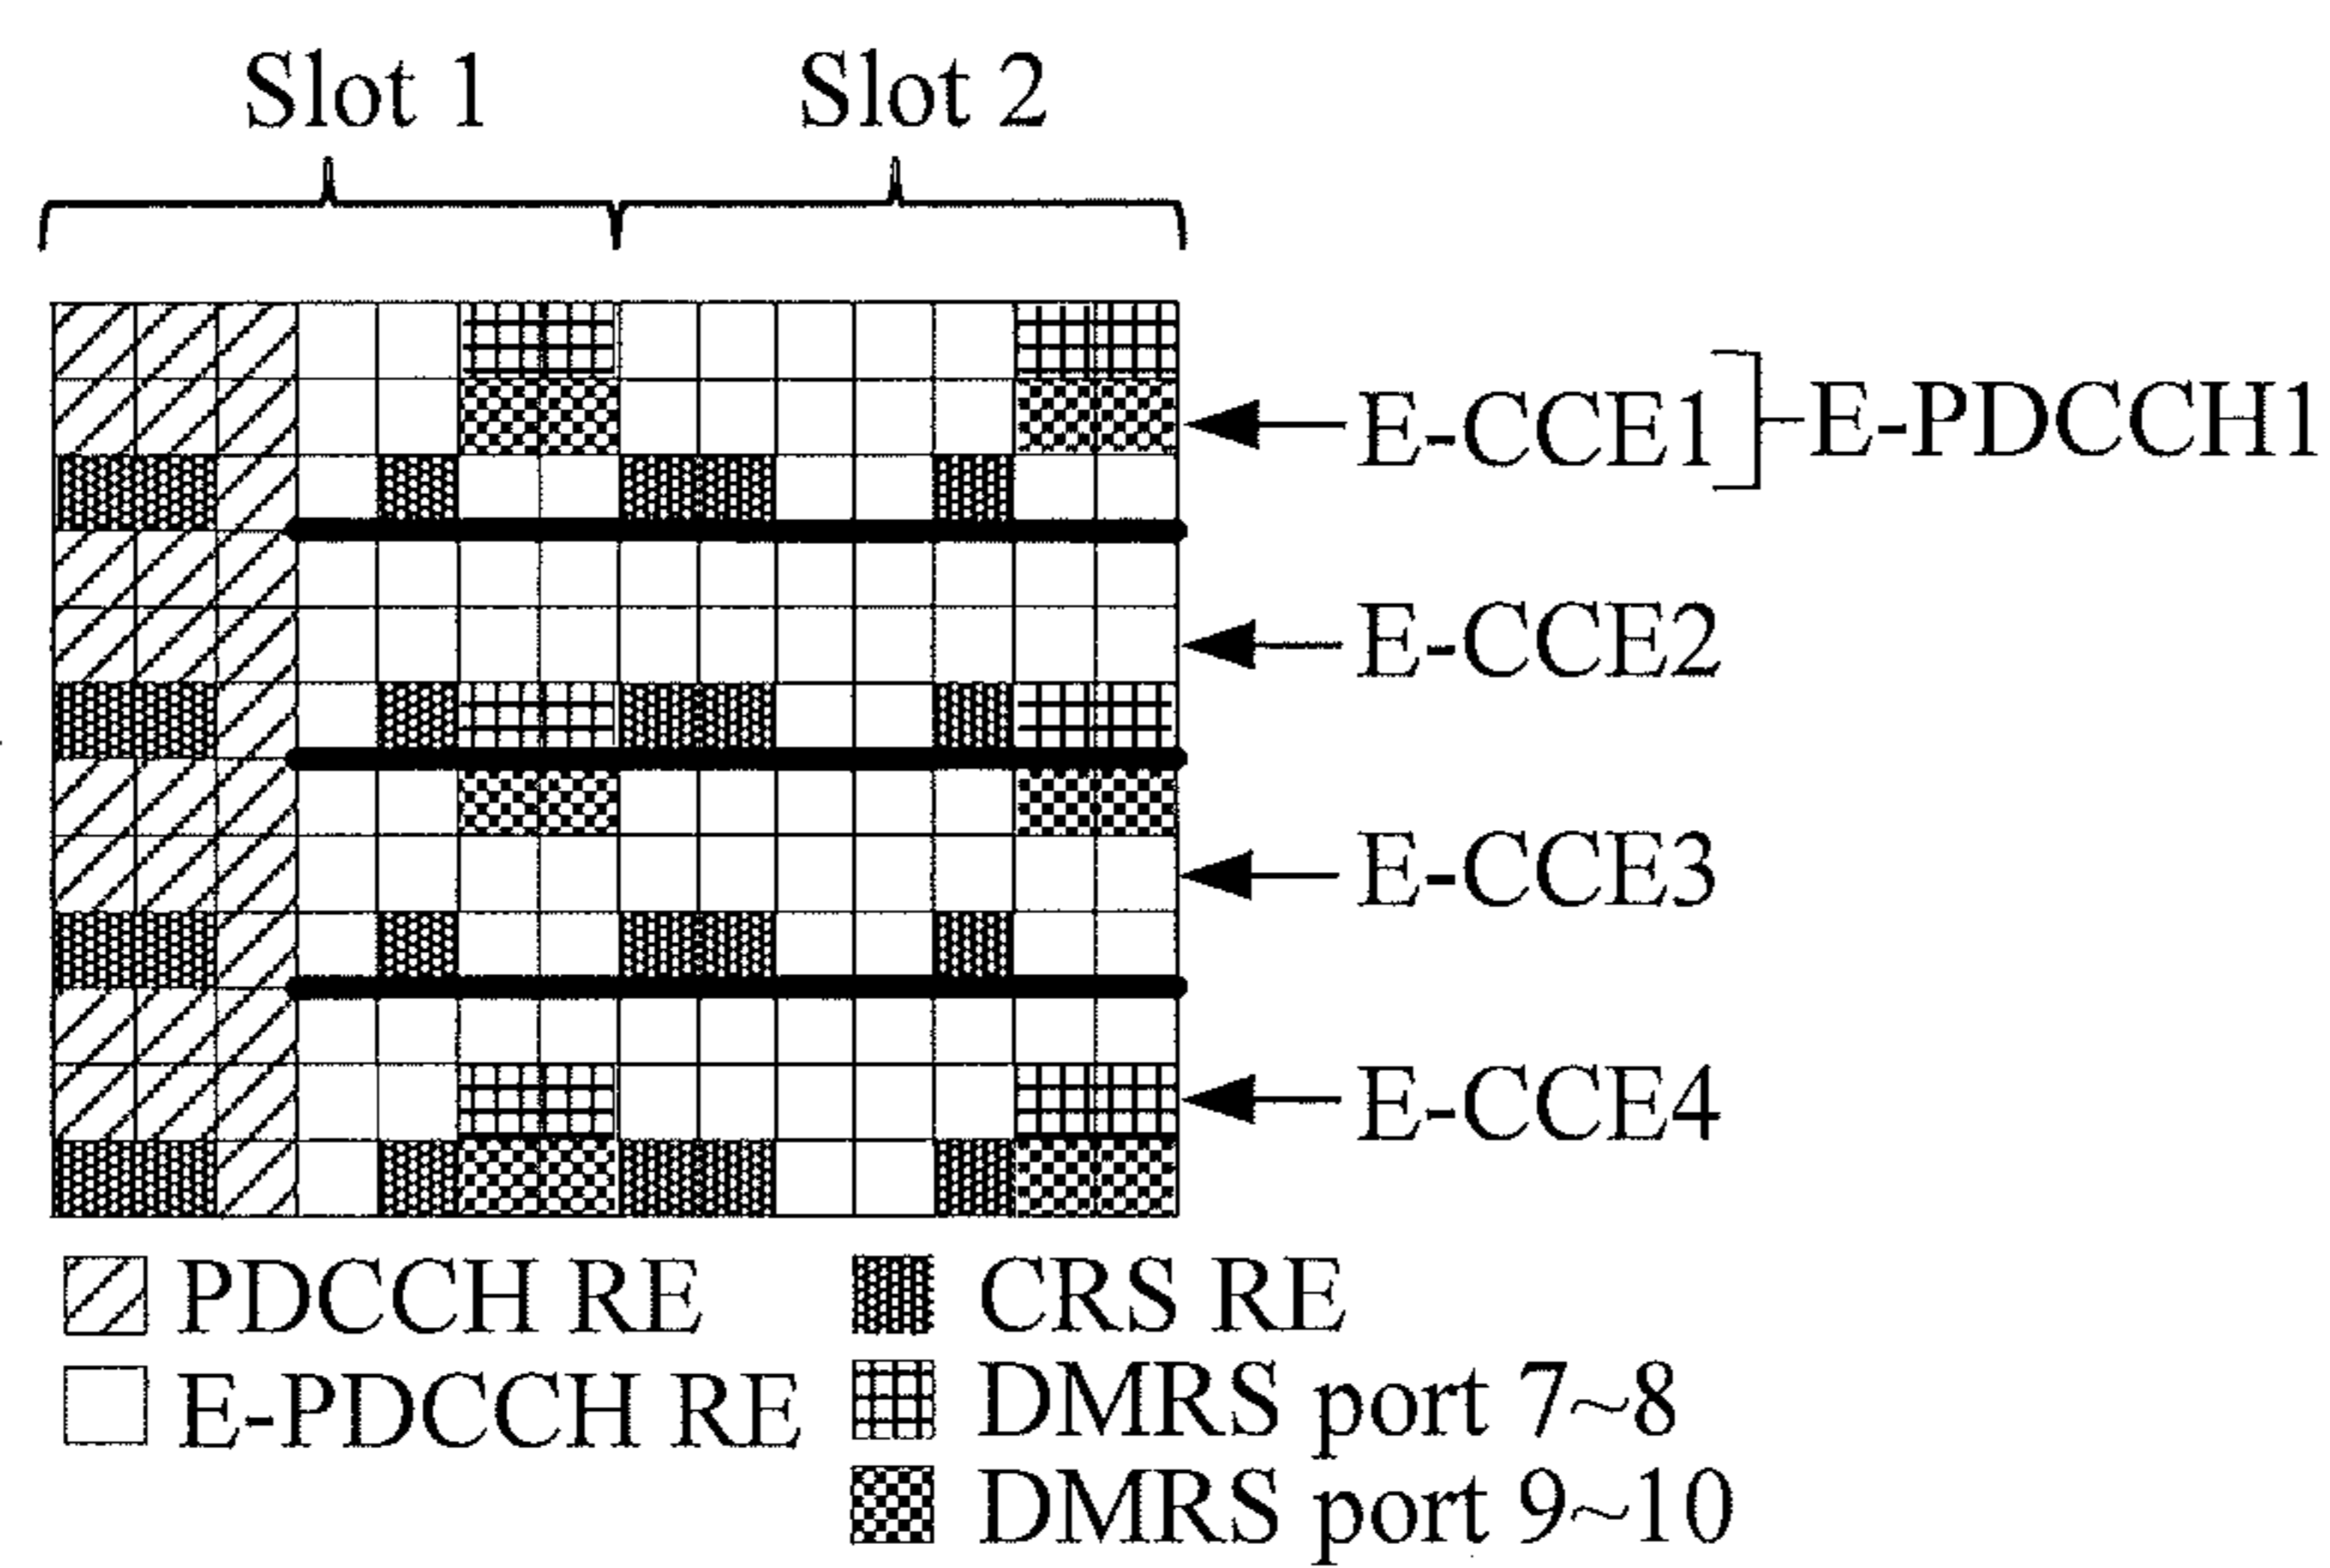 Slot 1
Slot 2
E-CCE1
E-PDCCH1
E-CCE2
E-CCE3
E-CCE4
PDCCH RE
CRS RE
E-PDCCH RE
DMRS port 7~8
DMRS port 9~10